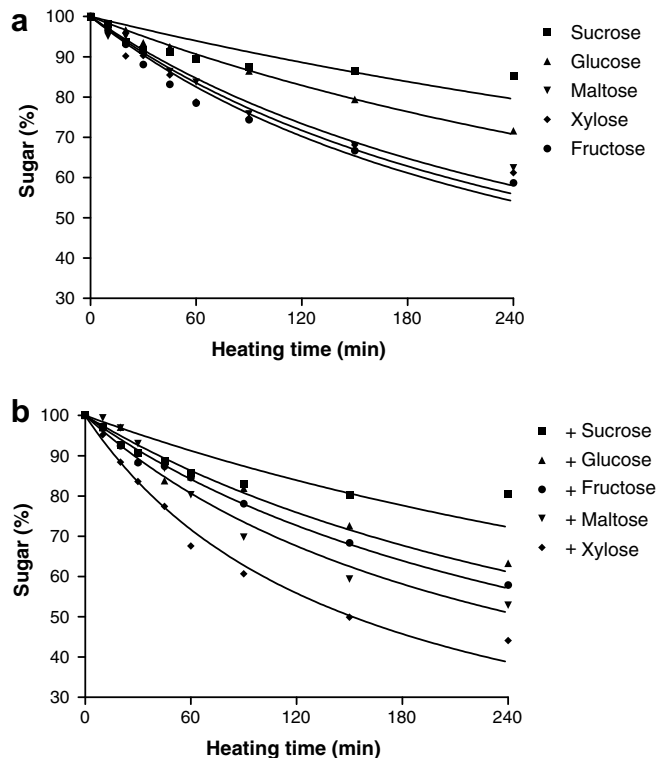 a
Sucrose
Glucose
Maltose
Xylose
Fructose
100
90
80
70
60
50
40
30
Sugar (%)
0 60 120 180 240
Heating time (min)
b
+ Sucrose
+ Glucose
+ Fructose
+ Maltose
+ Xylose
100
90
80
70
60
50
40
30
Sugar (%)
0 60 120 180 240
Heating time (min)